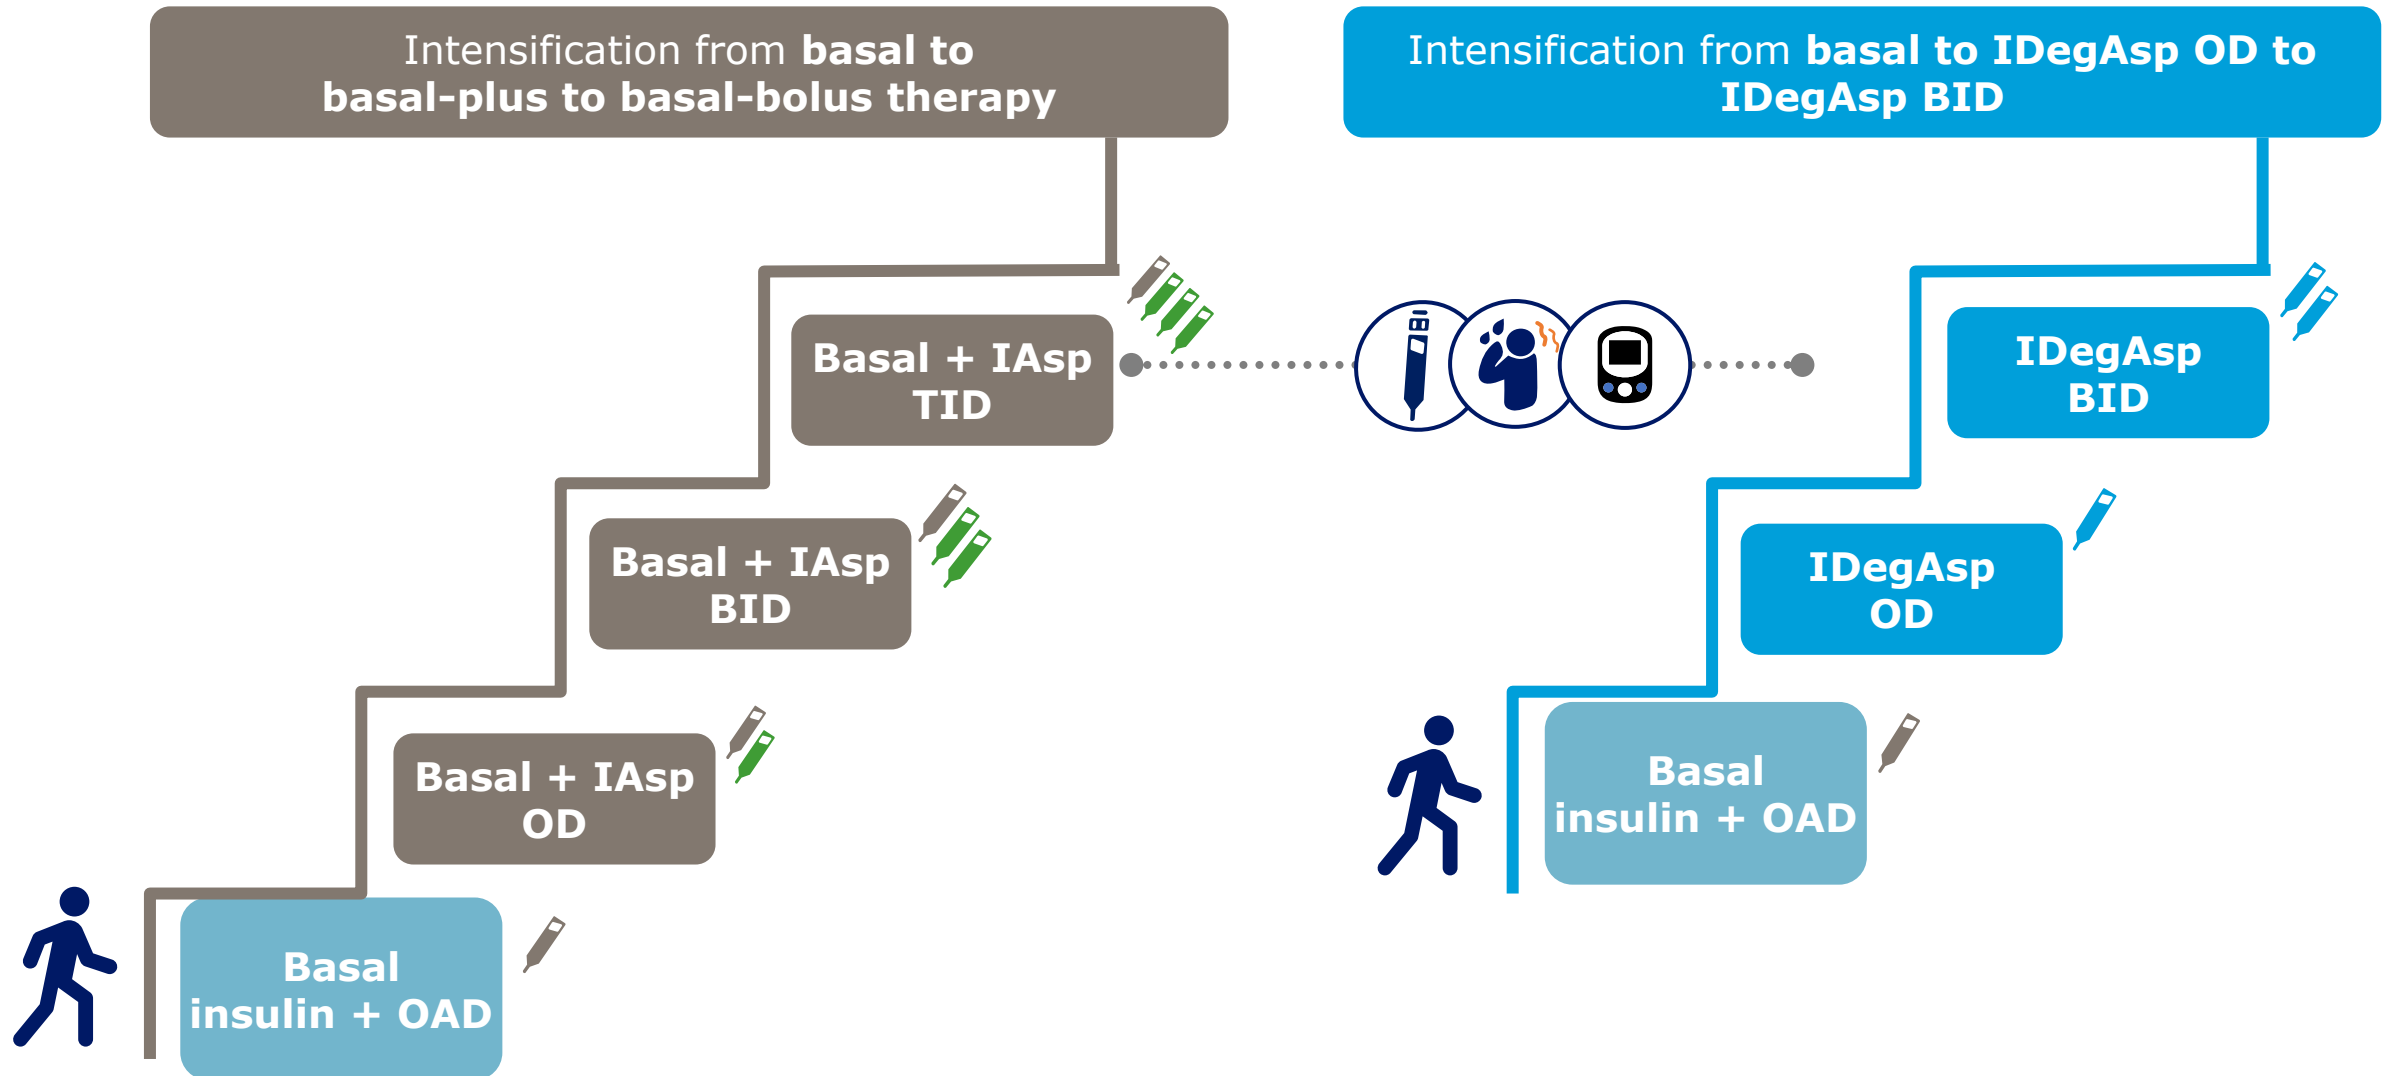 Intensification from basal to
basal–plus to basal–bolus therapy
Intensification from basal to IDegAsp OD to
IDegAsp BID
Basal + IAsp
TID
Basal + IAsp
BID
Basal + IAsp
OD
Basal
insulin + OAD
IDegAsp
BID
IDegAsp
OD
Basal
insulin + OAD